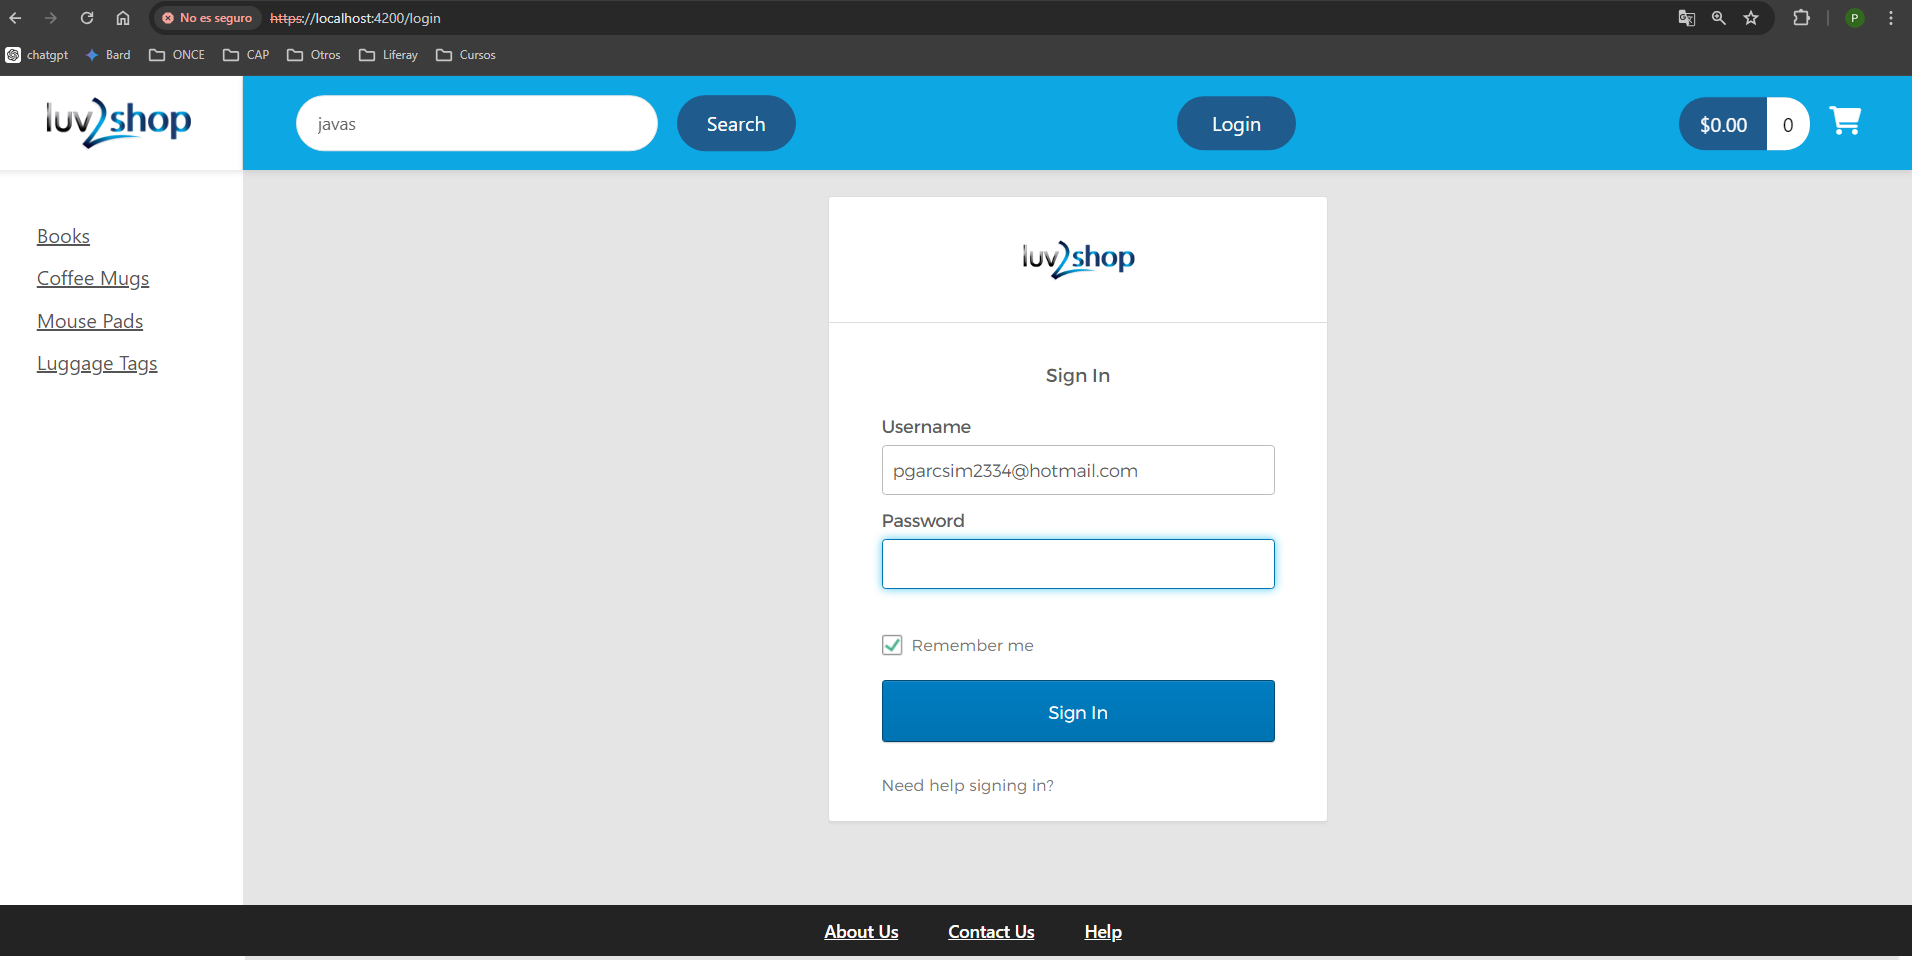 No es seguro https://localhost:4200/login P
chatgpt Bard ONCE CAP Otros Liferay Cursos
luv2shop javas Search Login $0.00 0
Books
Coffee Mugs
Mouse Pads
Luggage Tags
luv2shop
Sign In
Username
pgarcsim2334@hotmail.com
Password
Remember me
Sign In
Need help signing in?
About Us Contact Us Help